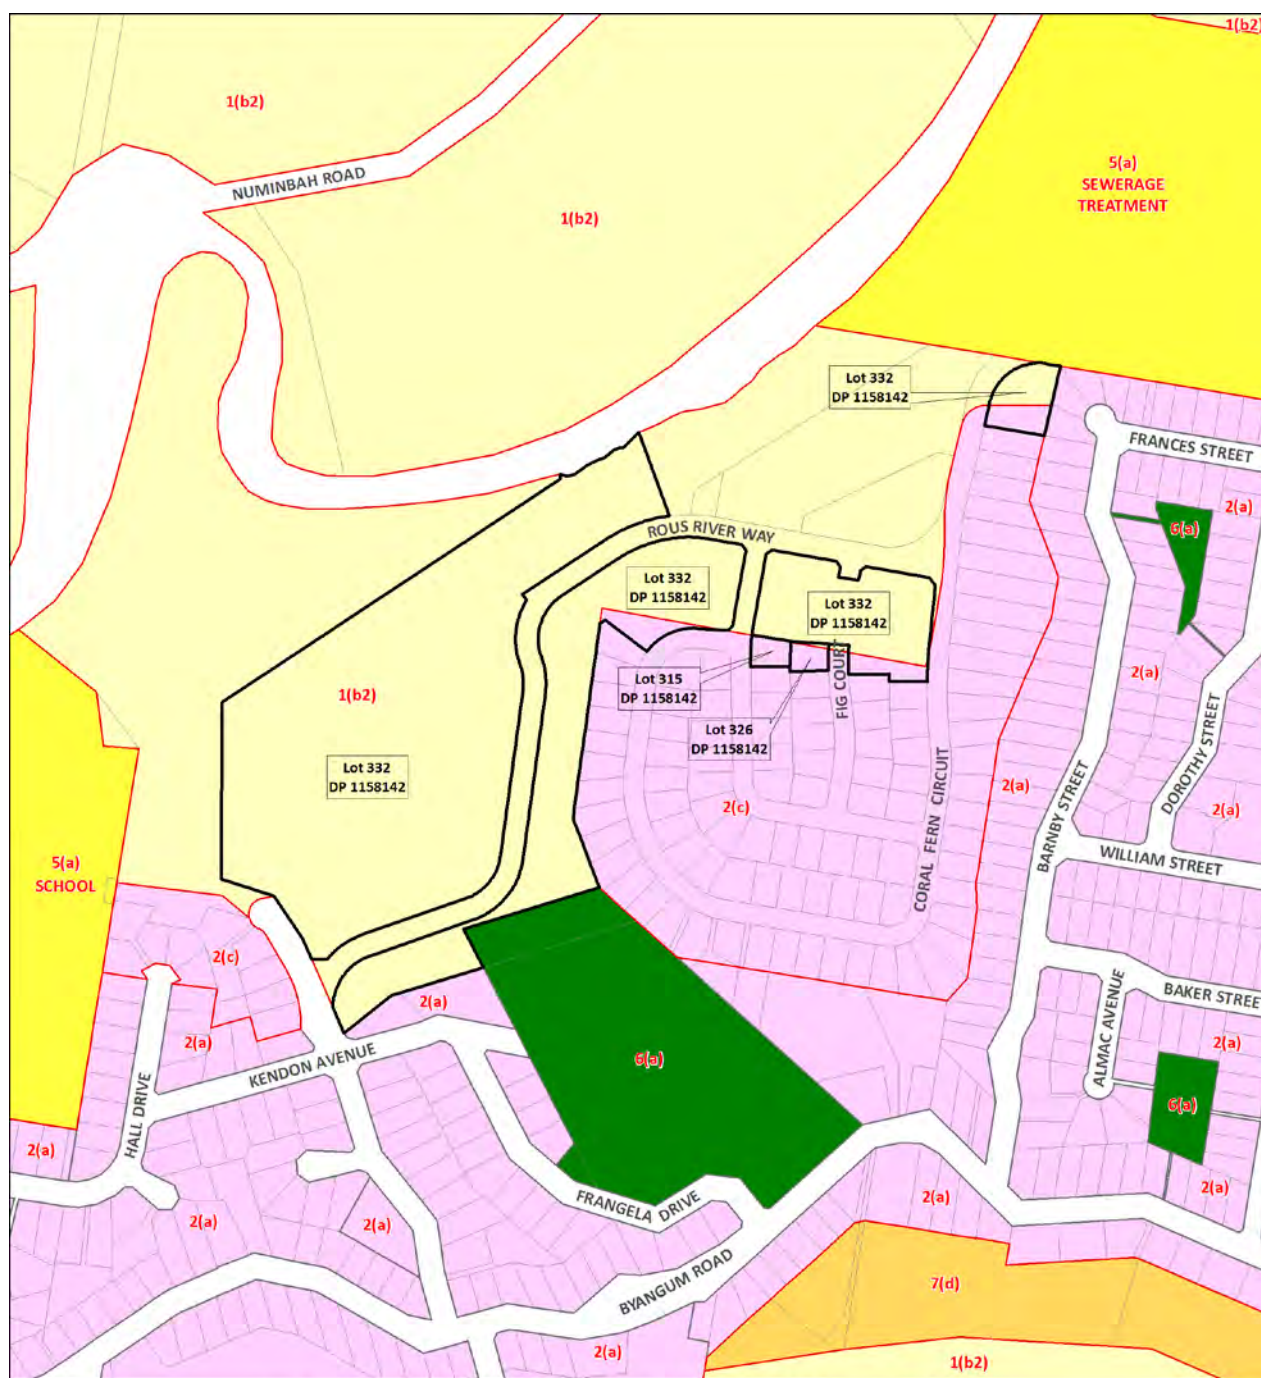 1(b2)
1(b2)
NUMINBAH ROAD
5(a)
SEWERAGE
TREATMENT
1(b2)
Lot 332
DP 1158142
FRANCES STREET
2(a)
6(a)
ROUS RIVER WAY
Lot 332
DP 1158142
Lot 332
DP 1158142
Lot 315
DP 1158142
FIG COURT
2(a)
1(b2)
Lot 326
DP 1158142
DOROTHY STREET
Lot 332
DP 1158142
2(c)
CORAL FERN CIRCUIT
2(a)
BARNBY STREET
2(a)
5(a)
SCHOOL
WILLIAM STREET
2(c)
2(a)
ALMAC AVENUE
BAKER STREE
2(a)
KENDON AVENUE
6(a)
2(a)
HALL DRIVE
6(a)
2(a)
2(a)
2(a)
2(a)
FRANGELA DRIVE
2(a)
2(a)
BYANGUM ROAD
7(d)
2(a)
1(b2)